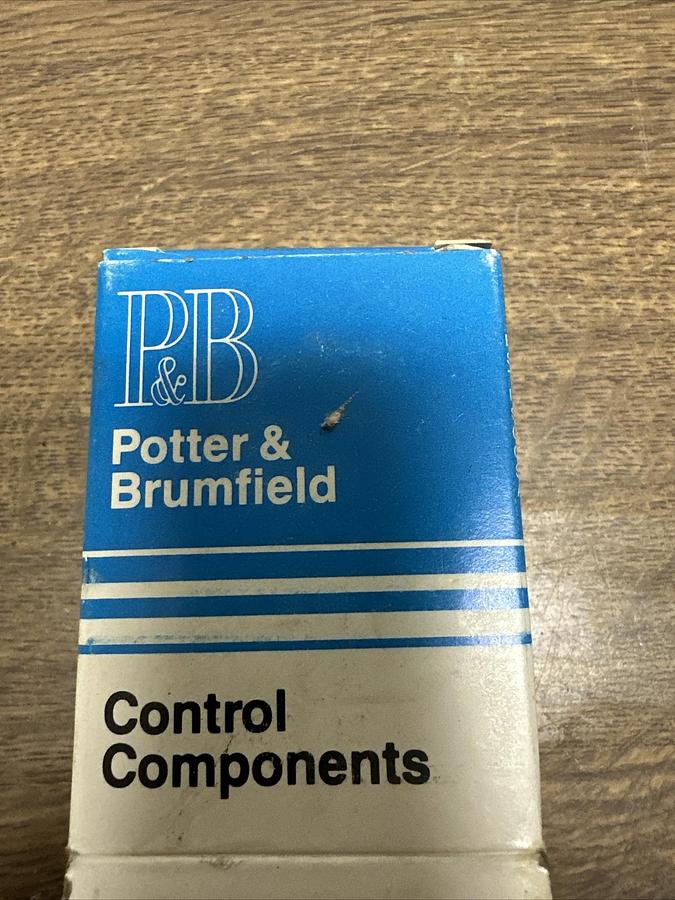 P&B
Potter &
Brumfield
Control
Components